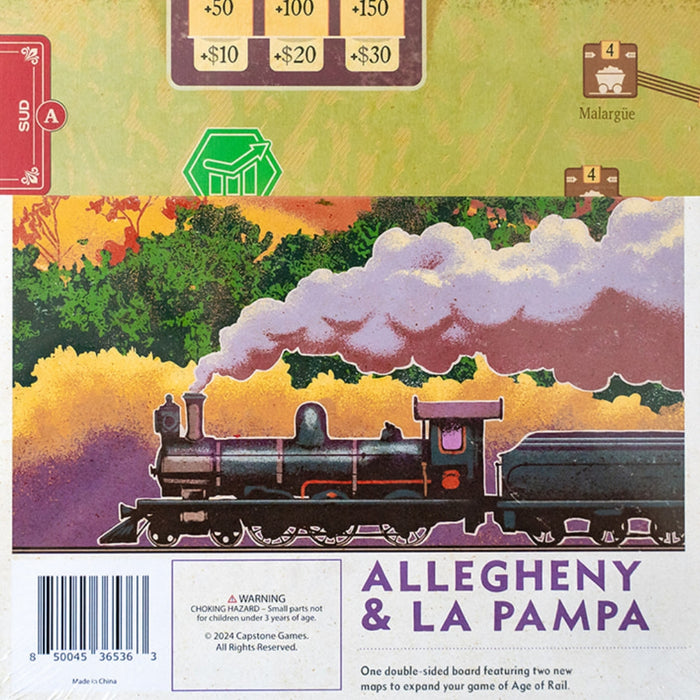 +50 +100 +150
+$10 +$20 +$30
4
Malargüe
SUD
A
4
ALLEGHENY
& LA PAMPA
⚠ WARNING
CHOKING HAZARD – Small parts not
for children under 3 years of age.
© 2024 Capstone Games.
All Rights Reserved.
8 50045 36536 3
Made in China
One double-sided board featuring two new
maps to expand your game of Age of Rail.